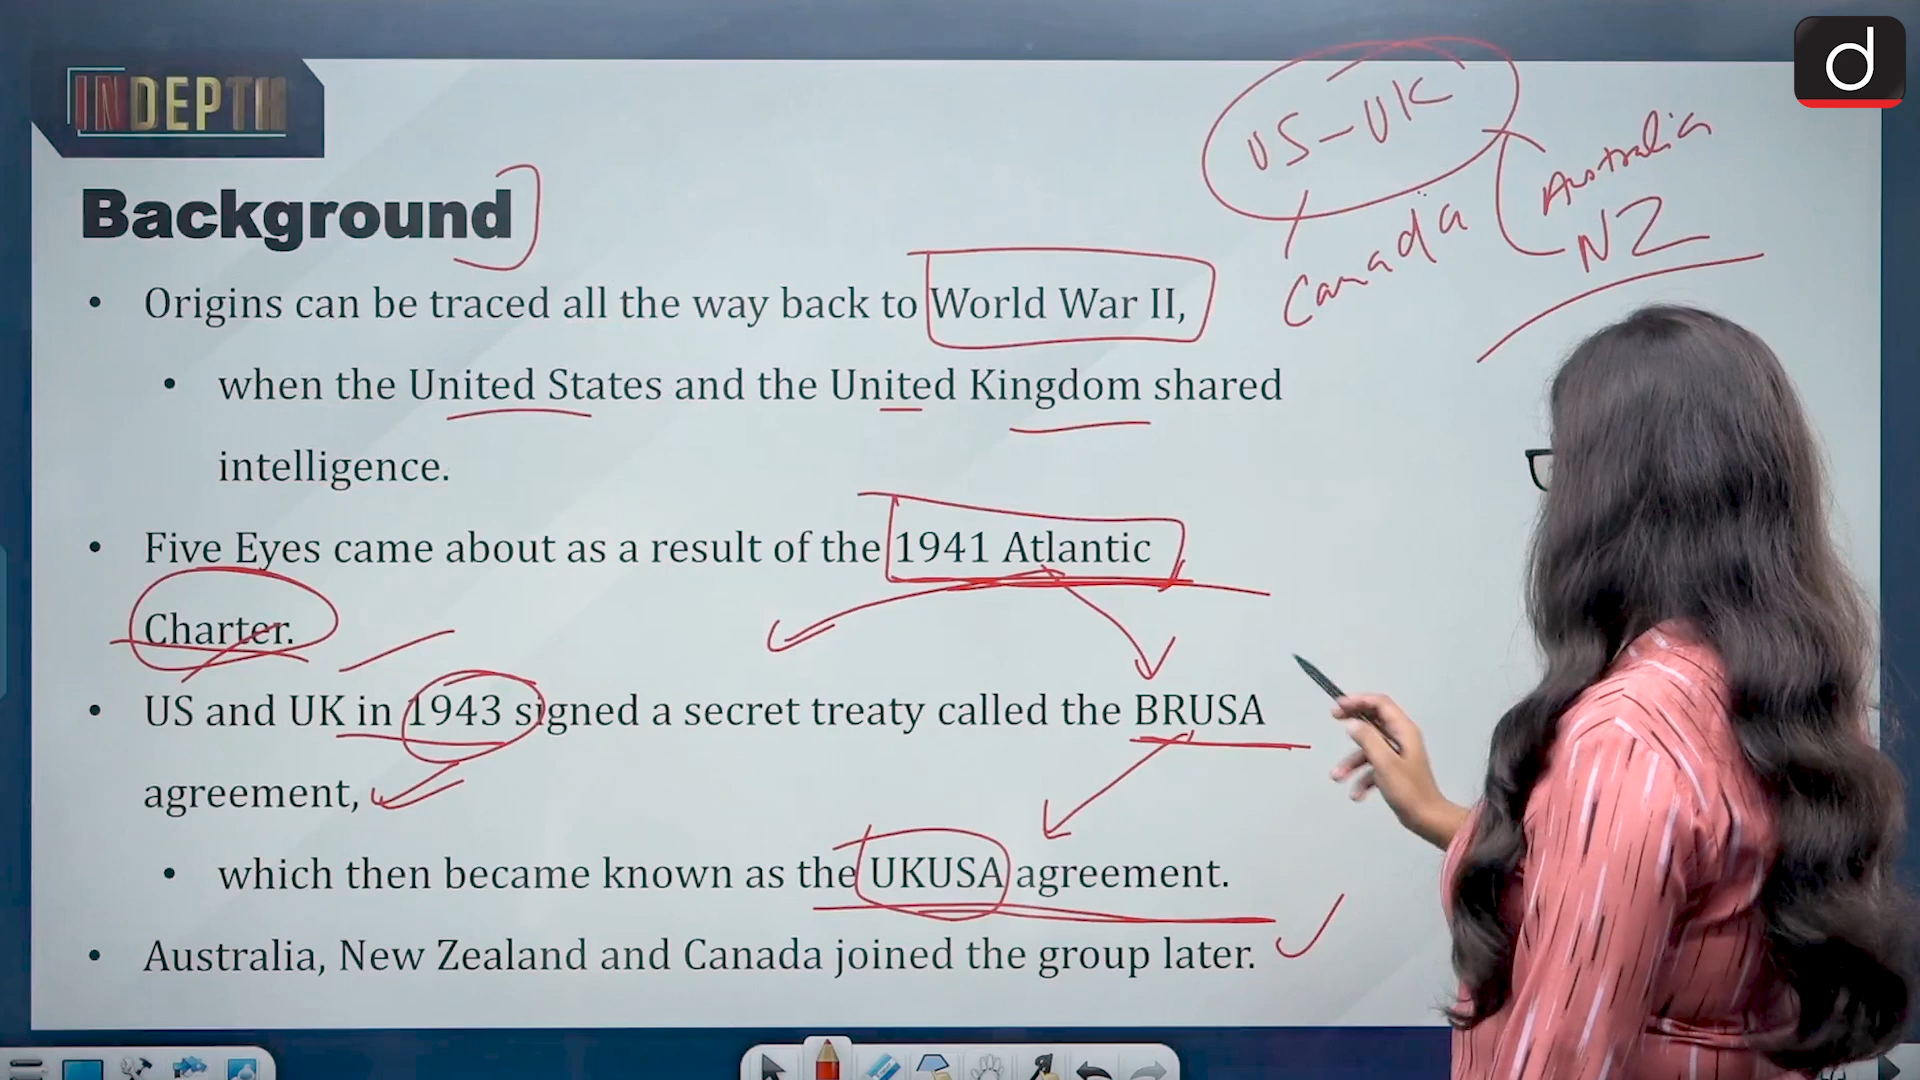 INDEPTH
d
US-UK
Canada
Australia
NZ
Background
• Origins can be traced all the way back to World War II,
• when the United States and the United Kingdom shared
intelligence.
• Five Eyes came about as a result of the 1941 Atlantic
Charter.
• US and UK in 1943 signed a secret treaty called the BRUSA
agreement,
• which then became known as the UKUSA agreement.
• Australia, New Zealand and Canada joined the group later.